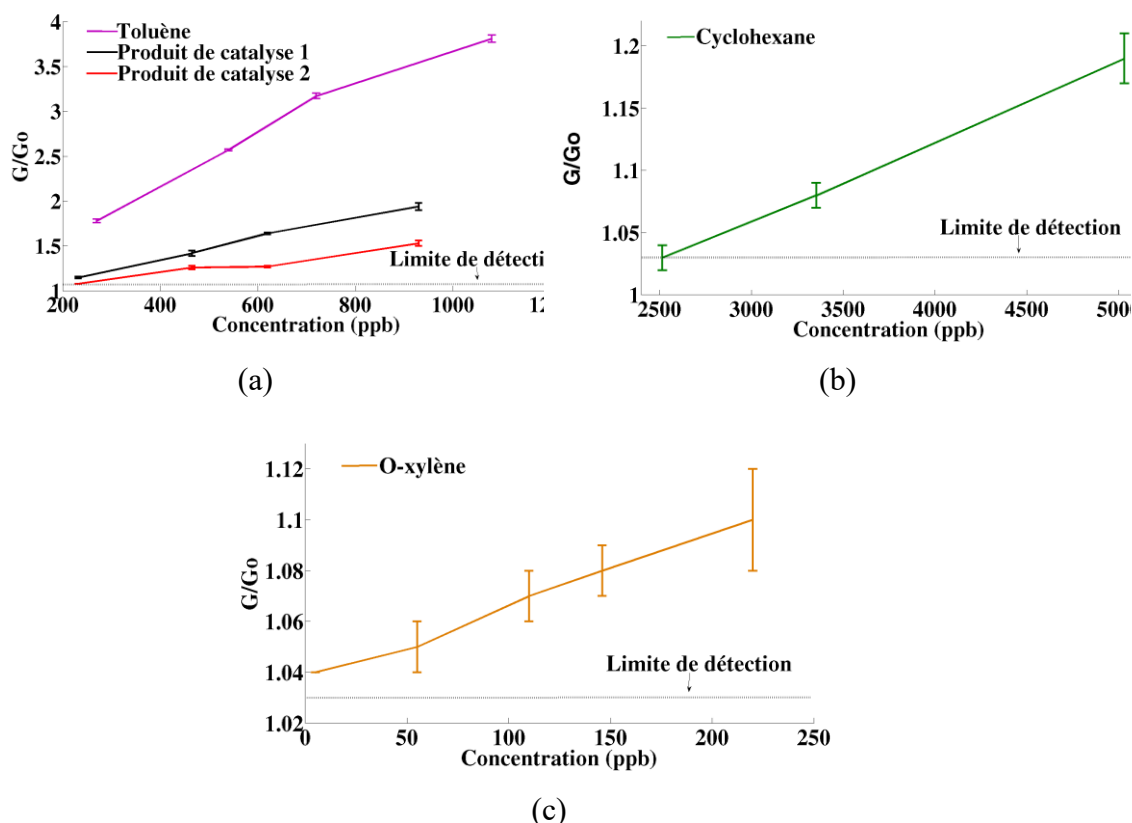 4
3.5
3
2.5
2
1.5
1
G/Go
Toluène
Produit de catalyse 1
Produit de catalyse 2
Limite de détecti
200
400
600
800
1000
12
Concentration (ppb)
(a)
1.2
1.15
1.1
1.05
1
G/Go
Cyclohexane
Limite de détection
2500
3000
3500
4000
4500
5000
Concentration (ppb)
(b)
1.12
1.1
1.08
1.06
1.04
1.02
G/Go
O-xylène
Limite de détection
0
50
100
150
200
250
Concentration (ppb)
(c)